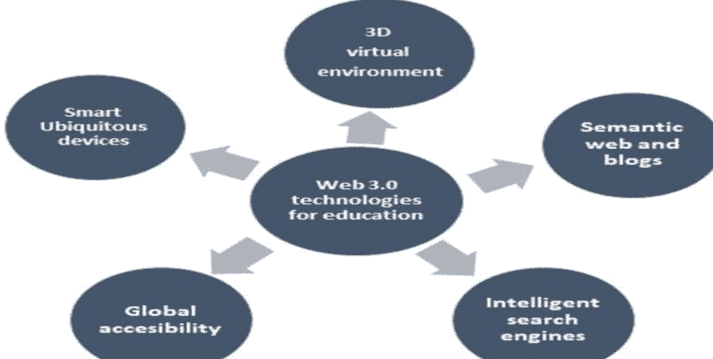 3D
virtual
environment
Smart
Ubiquitous
devices
Semantic
web and
blogs
Web 3.0
technologies
for education
Global
accesibility
Intelligent
search
engines